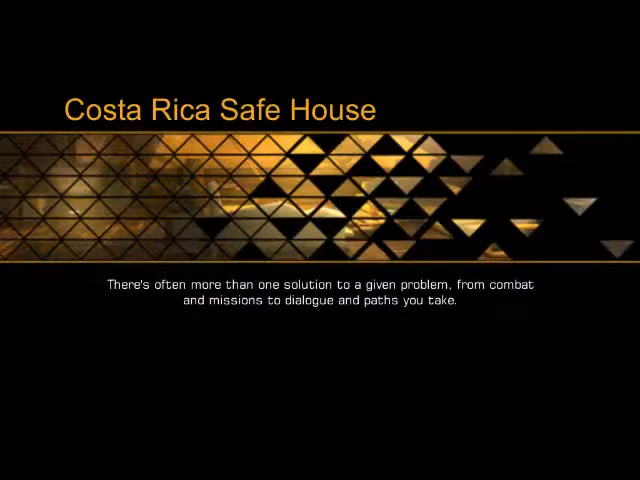 Costa Rica Safe House
There's often more than one solution to a given problem, from combat
and missions to dialogue and paths you take.